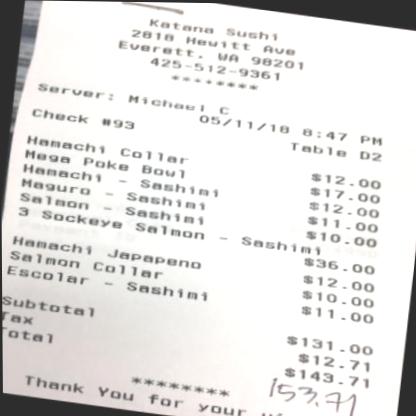 Katana Sushi
2818 Hewitt Ave
Everett, WA 98201
425-512-9361
********
Server: Michael C
05/11/18 8:47 PM
Check #93 Table D2
Hamachi Collar $12.00
Mega Poke Bowl $17.00
Hamachi - Sashimi $12.00
Maguro - Sashimi $11.00
Salmon - Sashimi $10.00
3 Sockeye Salmon - Sashimi $36.00
Hamachi Japapeno $12.00
Salmon Collar $10.00
Escolar - Sashimi $11.00
Subtotal $131.00
Tax $12.71
Total $143.71
********
153.71
Thank You for your